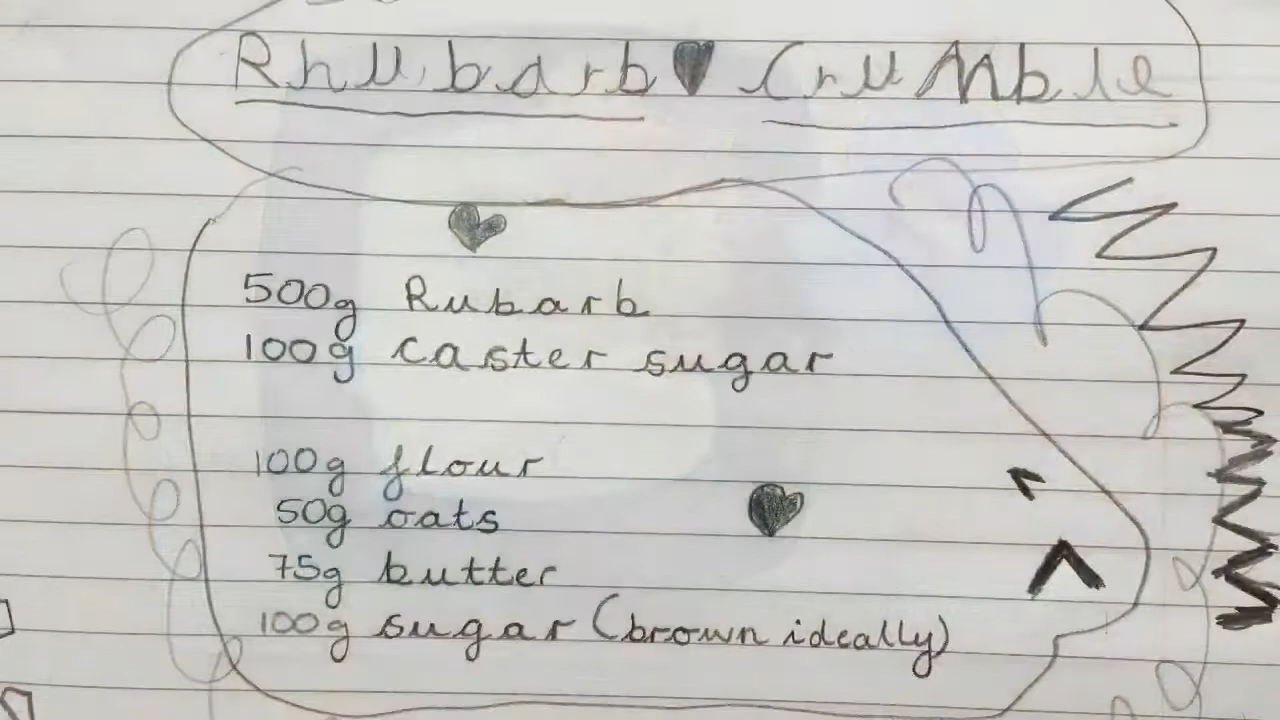 Rhubarb Crumble
500g Rubarb
100g caster sugar
100g flour
50g oats
75g butter
100g sugar (brown ideally)